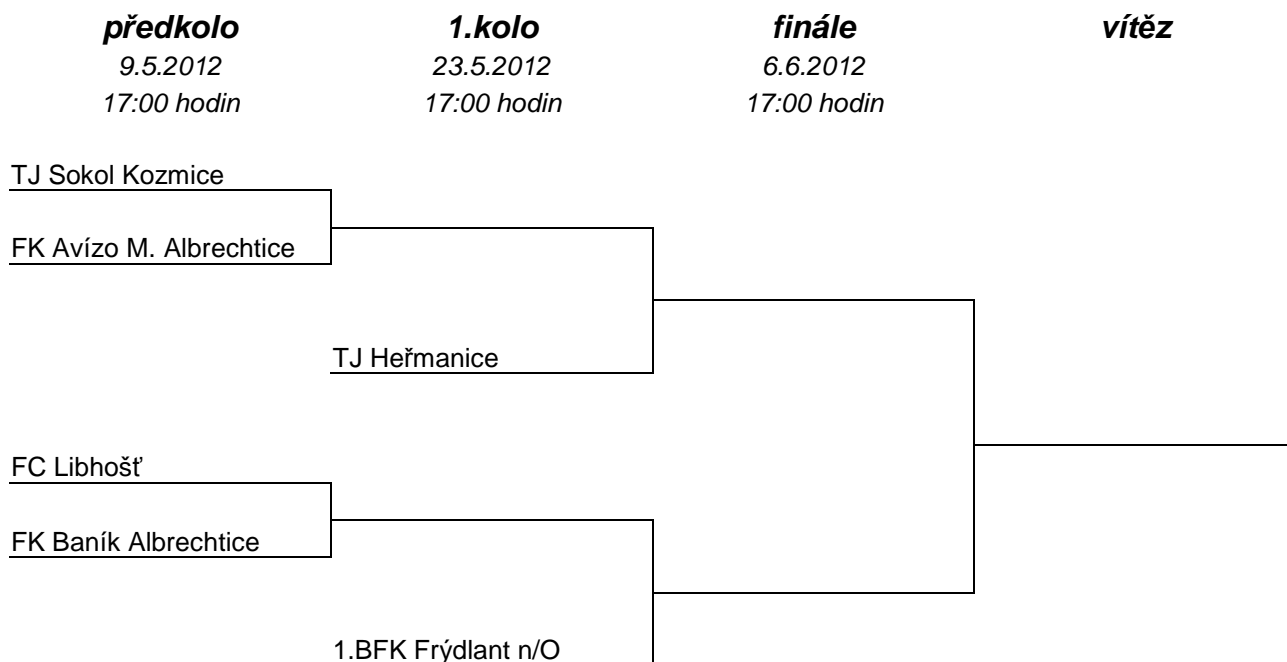 předkolo 1.kolo finále vítěz
9.5.2012 23.5.2012 6.6.2012
17:00 hodin 17:00 hodin 17:00 hodin
TJ Sokol Kozmice
FK Avízo M. Albrechtice
TJ Heřmanice
FC Libhošť
FK Baník Albrechtice
1.BFK Frýdlant n/O